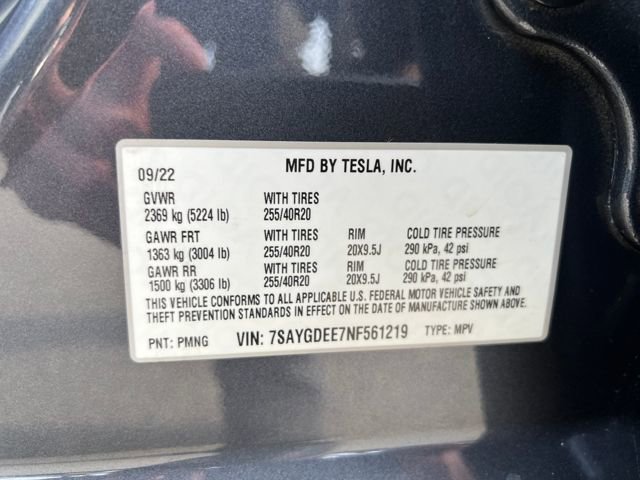 MFD BY TESLA, INC.
09/22
GVWR WITH TIRES
2369 kg (5224 lb) 255/40R20
GAWR FRT WITH TIRES RIM COLD TIRE PRESSURE
1363 kg (3004 lb) 255/40R20 20X9.5J 290 kPa, 42 psi
GAWR RR WITH TIRES RIM COLD TIRE PRESSURE
1500 kg (3306 lb) 255/40R20 20X9.5J 290 kPa, 42 psi
THIS VEHICLE CONFORMS TO ALL APPLICABLE U.S. FEDERAL MOTOR VEHICLE SAFETY AND
THEFT PREVENTION STANDARDS IN EFFECT ON THE DATE OF MANUFACTURE SHOWN ABOVE.
PNT: PMNG VIN: 7SAYGDEE7NF561219 TYPE: MPV